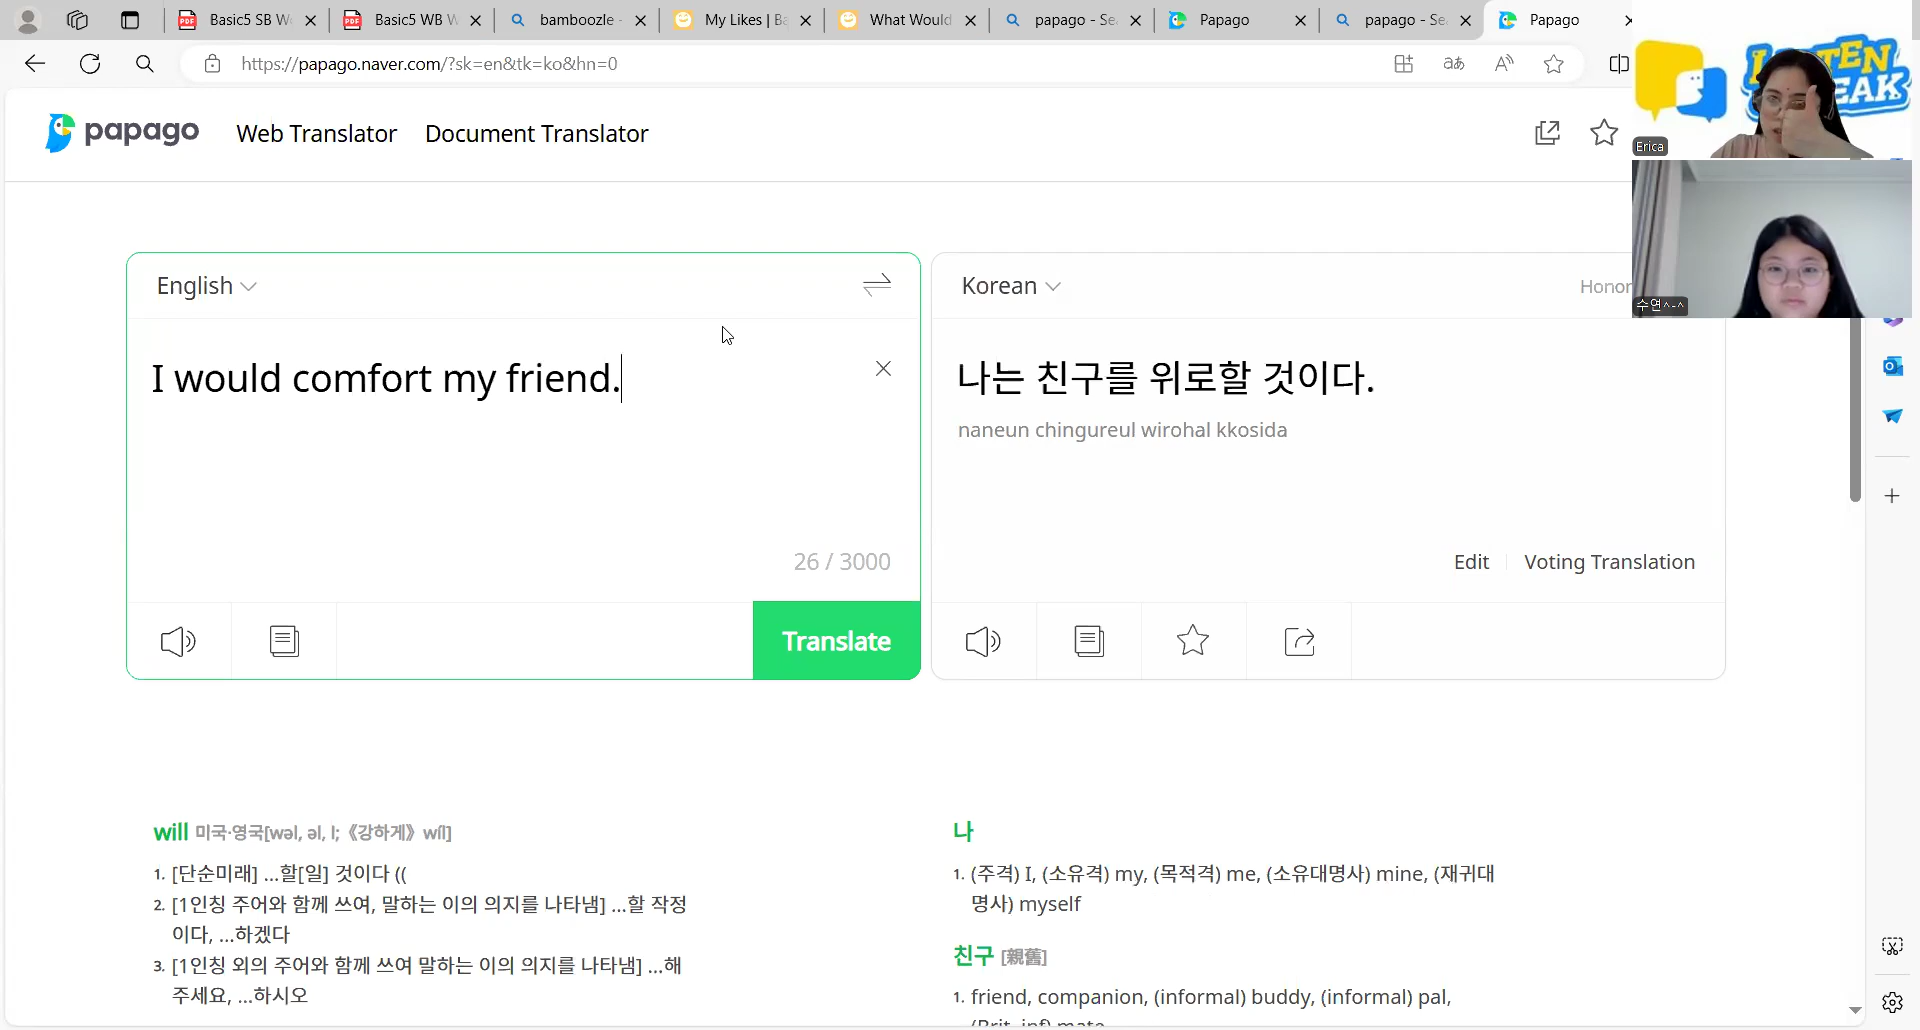 Basic5 SB W
Basic5 WB W
bamboozle -
My Likes | Ba
What Would
papago - Se
Papago
papago - Se
Papago
https://papago.naver.com/?sk=en&tk=ko&hn=0
papago
Web Translator
Document Translator
LISTEN
SPEAK
Erica
수연^-^
English
Korean
Honor
I would comfort my friend.
나는 친구를 위로할 것이다.
naneun chingureul wirohal kkosida
26 / 3000
Edit
Voting Translation
Translate
will 미국·영국[wəl, əl, l;《강하게》 wíl]
1. [단순미래] ...할[일] 것이다 ((
2. [1인칭 주어와 함께 쓰여, 말하는 이의 의지를 나타냄] ...할 작정
이다, ...하겠다
3. [1인칭 외의 주어와 함께 쓰여 말하는 이의 의지를 나타냄] ...해
주세요, ...하시오
나
1. (주격) I, (소유격) my, (목적격) me, (소유대명사) mine, (재귀대
명사) myself
친구 [親舊]
1. friend, companion, (informal) buddy, (informal) pal,
(Brit, inf) mate